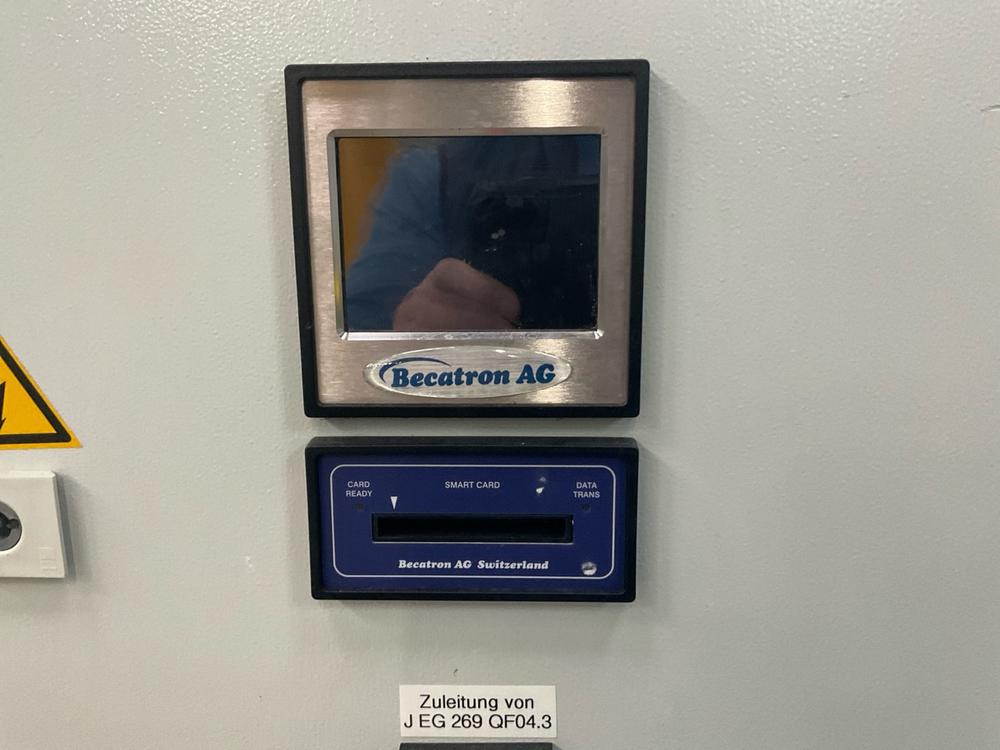 Becatron AG
CARD
READY
SMART CARD
DATA
TRANS
Becatron AG Switzerland
Zuleitung von
J EG 269 QF04.3